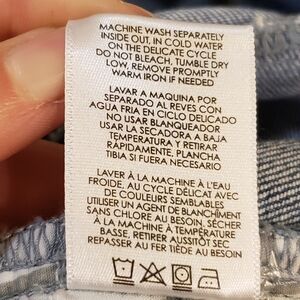 MACHINE WASH SEPARATELY
INSIDE OUT, IN COLD WATER
ON THE DELICATE CYCLE
DO NOT BLEACH, TUMBLE DRY
LOW, REMOVE PROMPTLY
WARM IRON IF NEEDED
LAVAR A MAQUINA POR
SEPARADO AL REVES CON
AGUA FRIA EN CICLO DELICADO
NO USAR BLANQUEADOR
USAR LA SECADORA A BAJA
TEMPERATURA Y RETIRAR
RAPIDAMENTE, PLANCHA
TIBIA SI FUERA NECESARIO
LAVER À LA MACHINE À L'EAU
FROIDE, AU CYCLE DÉLICAT AVEC
DE COULEURS SEMBLABLES
UTILISER UN AGENT DE BLANCHÎMENT
SANS CHLORE AU BESOIN, SÉCHER
À LA MACHINE À TEMPÉRATURE
BASE, RETIRER AUSSITÔT SEC
REPASSER AU FER TIÈDE AU BESOIN